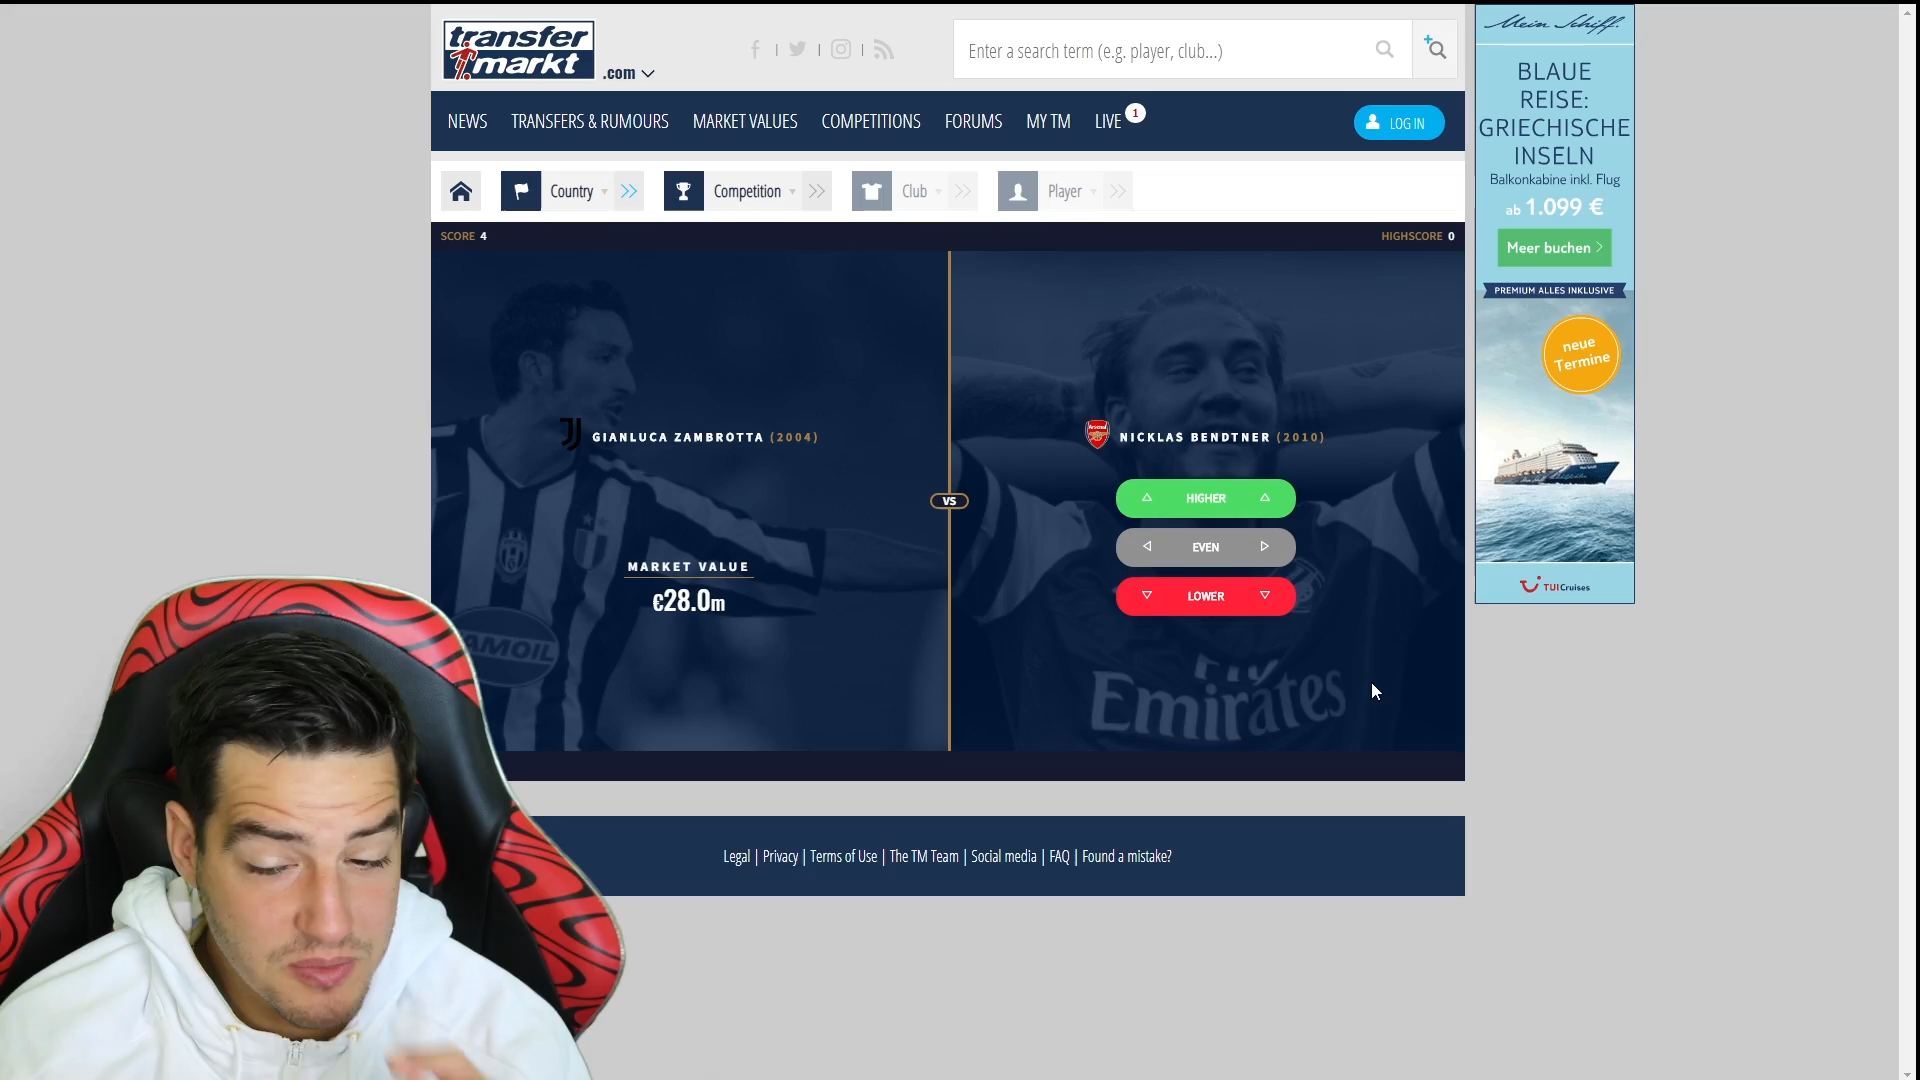 transfer
markt
.com
Enter a search term (e.g. player, club...)
NEWS
TRANSFERS & RUMOURS
MARKET VALUES
COMPETITIONS
FORUMS
MY TM
LIVE
1
LOG IN
Country
Competition
Club
Player
SCORE 4
HIGHSCORE 0
GIANLUCA ZAMBROTTA (2004)
MARKET VALUE
€28.0m
VS
Arsenal
NICKLAS BENDTNER (2010)
HIGHER
EVEN
LOWER
Fly
Emirates
AMOIL
Legal | Privacy | Terms of Use | The TM Team | Social media | FAQ | Found a mistake?
Mein Schiff.
BLAUE
REISE:
GRIECHISCHE
INSELN
Balkonkabine inkl. Flug
ab 1.099 €
Meer buchen
PREMIUM ALLES INKLUSIVE
neue
Termine
TUI Cruises